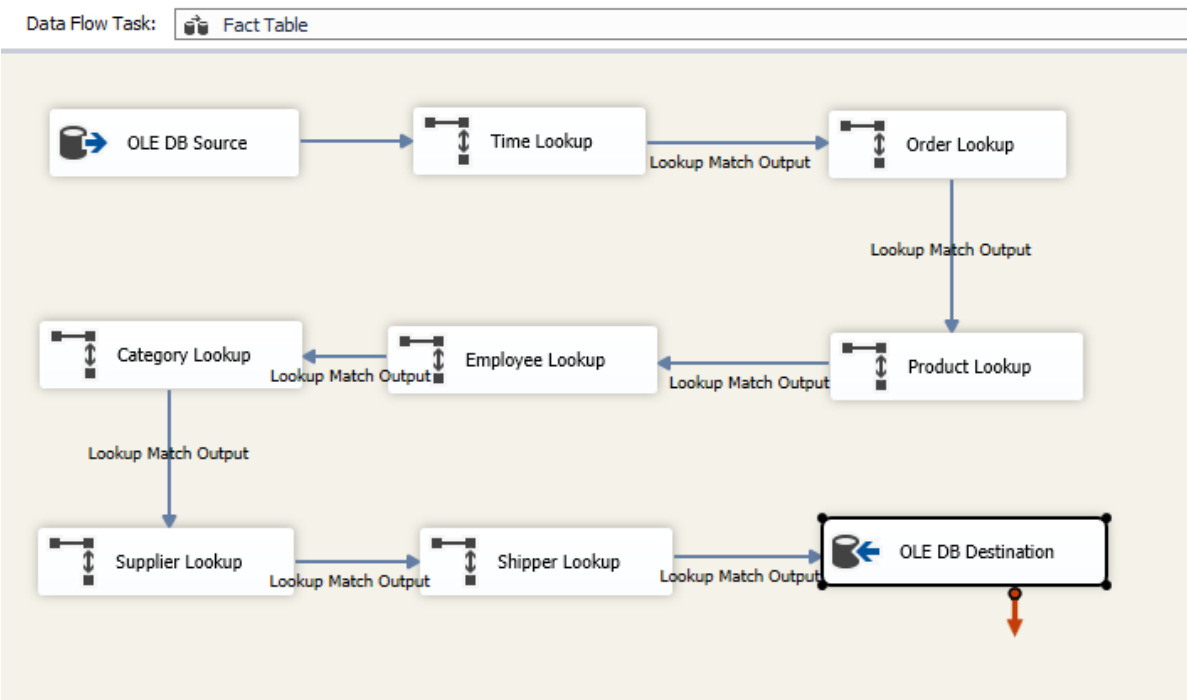 Data Flow Task: Fact Table
OLE DB Source
Time Lookup
Lookup Match Output
Order Lookup
Lookup Match Output
Product Lookup
Lookup Match Output
Employee Lookup
Lookup Match Output
Category Lookup
Lookup Match Output
Supplier Lookup
Lookup Match Output
Shipper Lookup
Lookup Match Output
OLE DB Destination